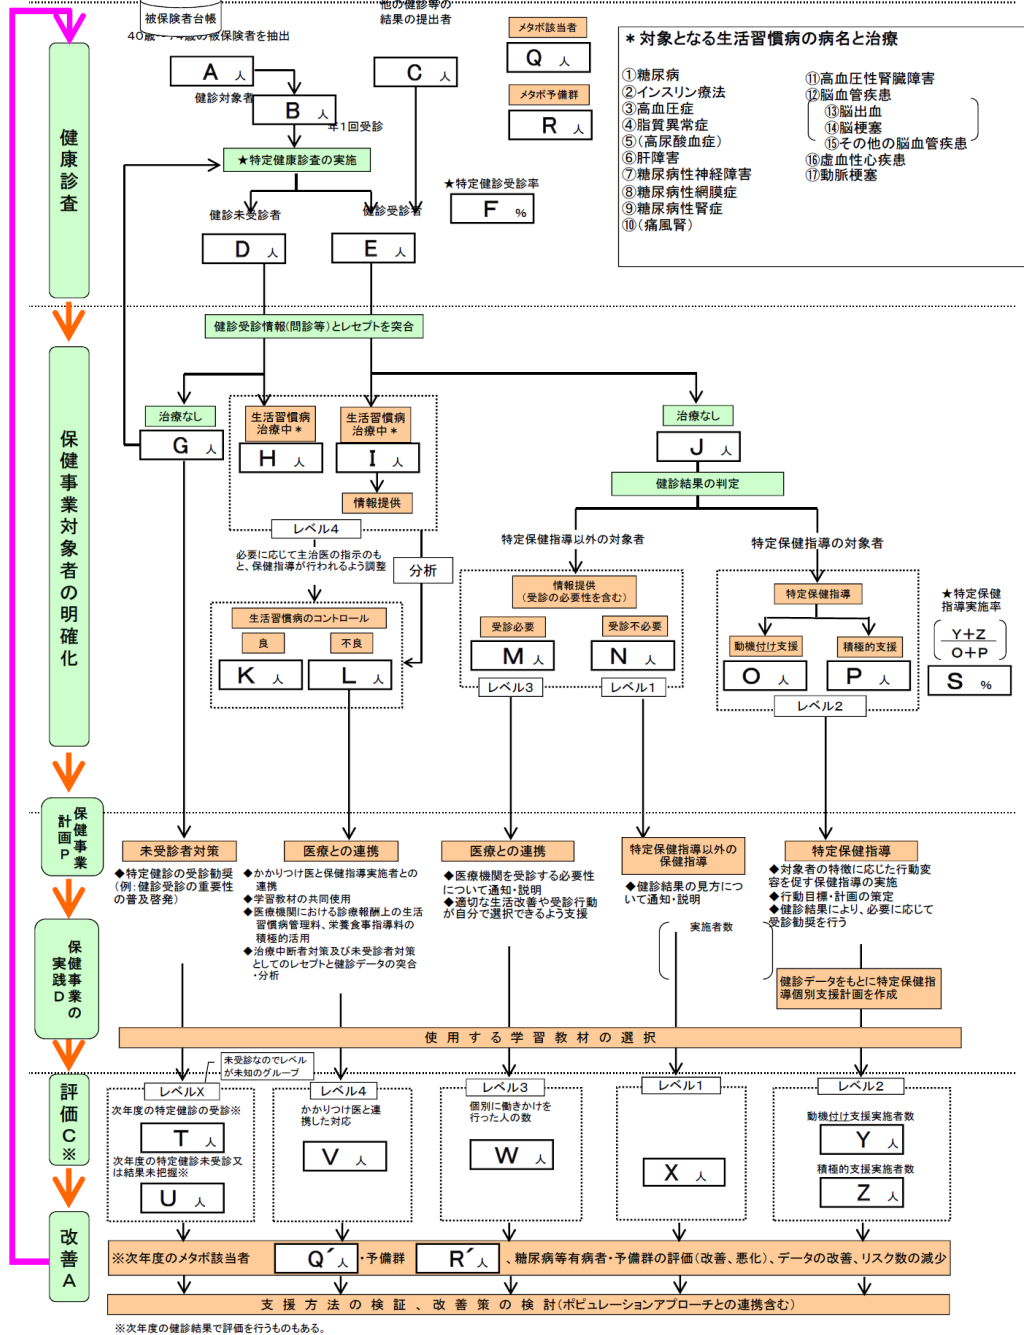 被保険者台帳
他の健診等の
結果の提出者
40歳～74歳の被保険者を抽出
A 人
健診対象者
B 人
年1回受診
C 人
メタボ該当者
Q 人
メタボ予備群
R 人
＊対象となる生活習慣病の病名と治療
①糖尿病
②インスリン療法
③高血圧症
④脂質異常症
⑤(高尿酸血症)
⑥肝障害
⑦糖尿病性神経障害
⑧糖尿病性網膜症
⑨糖尿病性腎症
⑩(痛風腎)
⑪高血圧性腎臓障害
⑫脳血管疾患
⑬脳出血
⑭脳梗塞
⑮その他の脳血管疾患
⑯虚血性心疾患
⑰動脈梗塞
健康診査
★特定健康診査の実施
★特定健診受診率
F %
健診未受診者
D 人
健診受診者
E 人
健診受診情報(問診等)とレセプトを突合
保健事業対象者の明確化
治療なし
G 人
生活習慣病
治療中＊
H 人
生活習慣病
治療中＊
I 人
情報提供
レベル4
必要に応じて主治医の指示のも
と、保健指導が行われるよう調整
分析
生活習慣病のコントロール
良
不良
K 人
L 人
治療なし
J 人
健診結果の判定
特定保健指導以外の対象者
特定保健指導の対象者
情報提供
(受診の必要性を含む)
受診必要
受診不必要
M 人
N 人
レベル3
レベル1
特定保健指導
動機付け支援
積極的支援
O 人
P 人
レベル2
★特定保健
指導実施率
Y＋Z
O＋P
S %
保健事業
計画P
未受診者対策
◆特定健診の受診勧奨
(例:健診受診の重要性
の普及啓発)
医療との連携
◆かかりつけ医と保健指導実施者との
連携
◆学習教材の共同使用
◆医療機関における診療報酬上の生活
習慣病管理料、栄養食事指導料の
積極的活用
◆治療中断者対策及び未受診者対策
としてのレセプトと健診データの突合
・分析
医療との連携
◆医療機関を受診する必要性
について通知・説明
◆適切な生活改善や受診行動
が自分で選択できるよう支援
特定保健指導以外の
保健指導
◆健診結果の見方につ
いて通知・説明
実施者数
特定保健指導
◆対象者の特徴に応じた行動変
容を促す保健指導の実施
◆行動目標・計画の策定
◆健診結果により、必要に応じて
受診勧奨を行う
健診データをもとに特定保健指
導個別支援計画を作成
保健事業の
実践D
使用する学習教材の選択
評価C※
未受診なのでレベル
が未知のグループ
レベルX
次年度の特定健診の受診※
T 人
次年度の特定健診未受診又
は結果未把握※
U 人
レベル4
かかりつけ医と連
携した対応
V 人
レベル3
個別に働きかけを
行った人の数
W 人
レベル1
X 人
レベル2
動機付け支援実施者数
Y 人
積極的支援実施者数
Z 人
改善A
※次年度のメタボ該当者 Q´人 ・予備群 R´人 、糖尿病等有病者・予備群の評価(改善、悪化)、データの改善、リスク数の減少
支援方法の検証、改善策の検討(ポピュレーションアプローチとの連携含む)
※次年度の健診結果で評価を行うものもある。